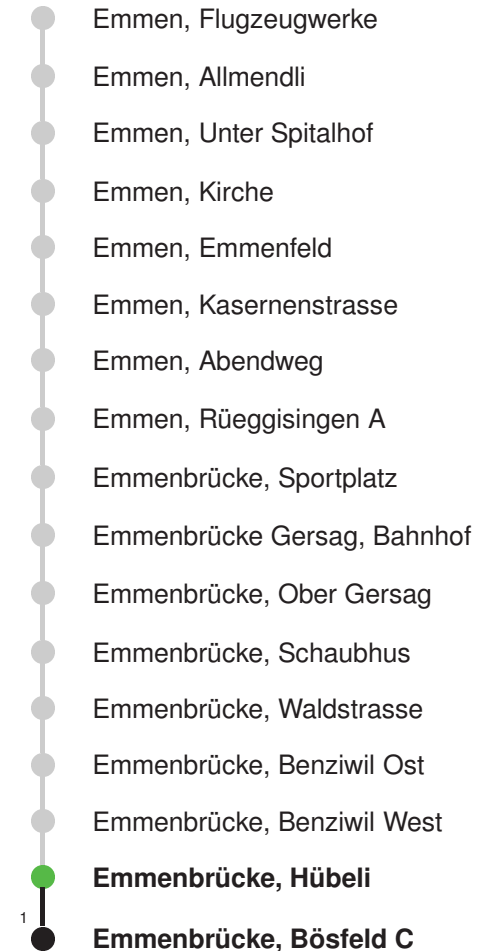 Emmen, Flugzeugwerke
Emmen, Allmendli
Emmen, Unter Spitalhof
Emmen, Kirche
Emmen, Emmenfeld
Emmen, Kasernenstrasse
Emmen, Abendweg
Emmen, Rüeggisingen A
Emmenbrücke, Sportplatz
Emmenbrücke Gersag, Bahnhof
Emmenbrücke, Ober Gersag
Emmenbrücke, Schaubhus
Emmenbrücke, Waldstrasse
Emmenbrücke, Benziwil Ost
Emmenbrücke, Benziwil West
Emmenbrücke, Hübeli
1
Emmenbrücke, Bösfeld C